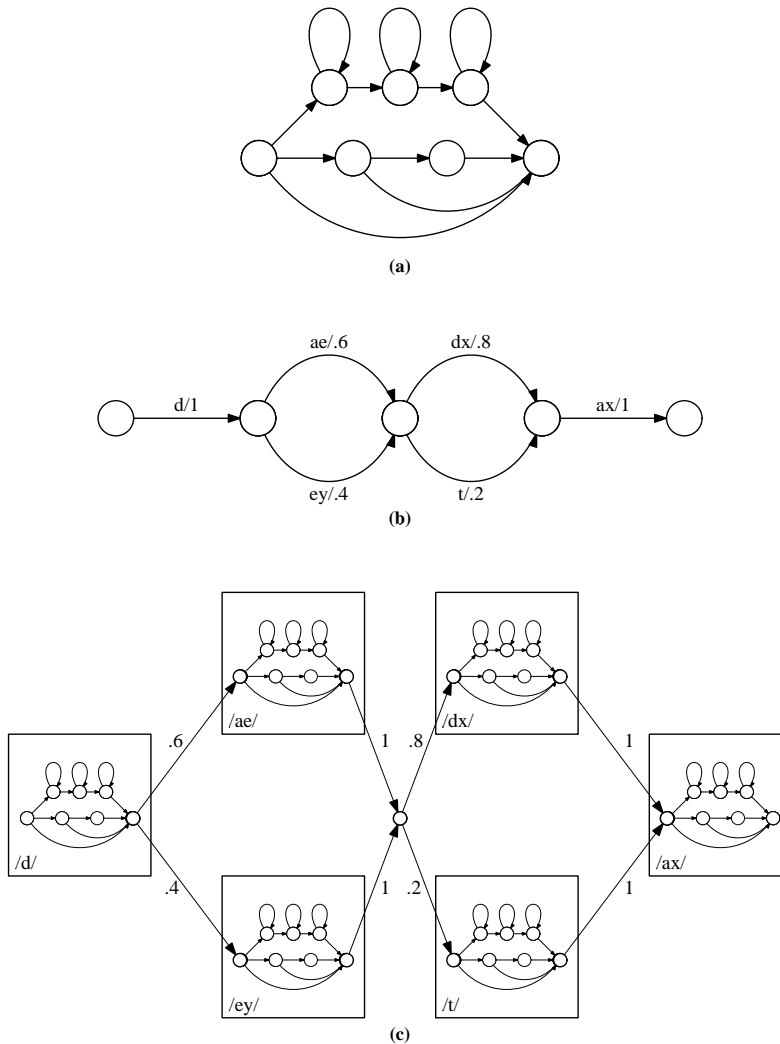 (a)
ae/.6
dx/.8
d/1
ax/1
ey/.4
t/.2
(b)
/ae/
/dx/
.6
1
.8
1
/d/
/ax/
.4
1
.2
1
/ey/
/t/
(c)